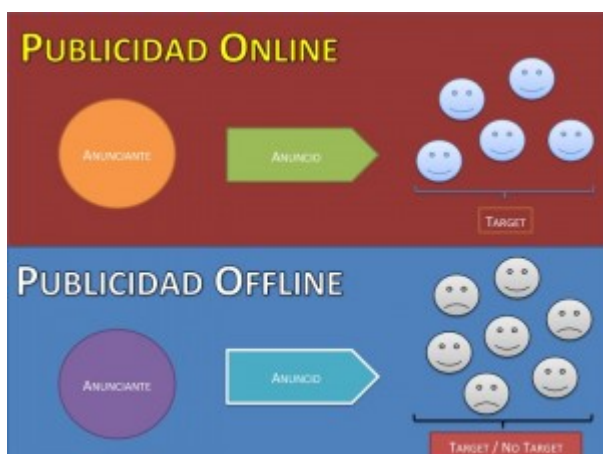 PUBLICIDAD ONLINE
ANUNCIANTE
ANUNCIO
TARGET
PUBLICIDAD OFFLINE
ANUNCIANTE
ANUNCIO
TARGET / NO TARGET